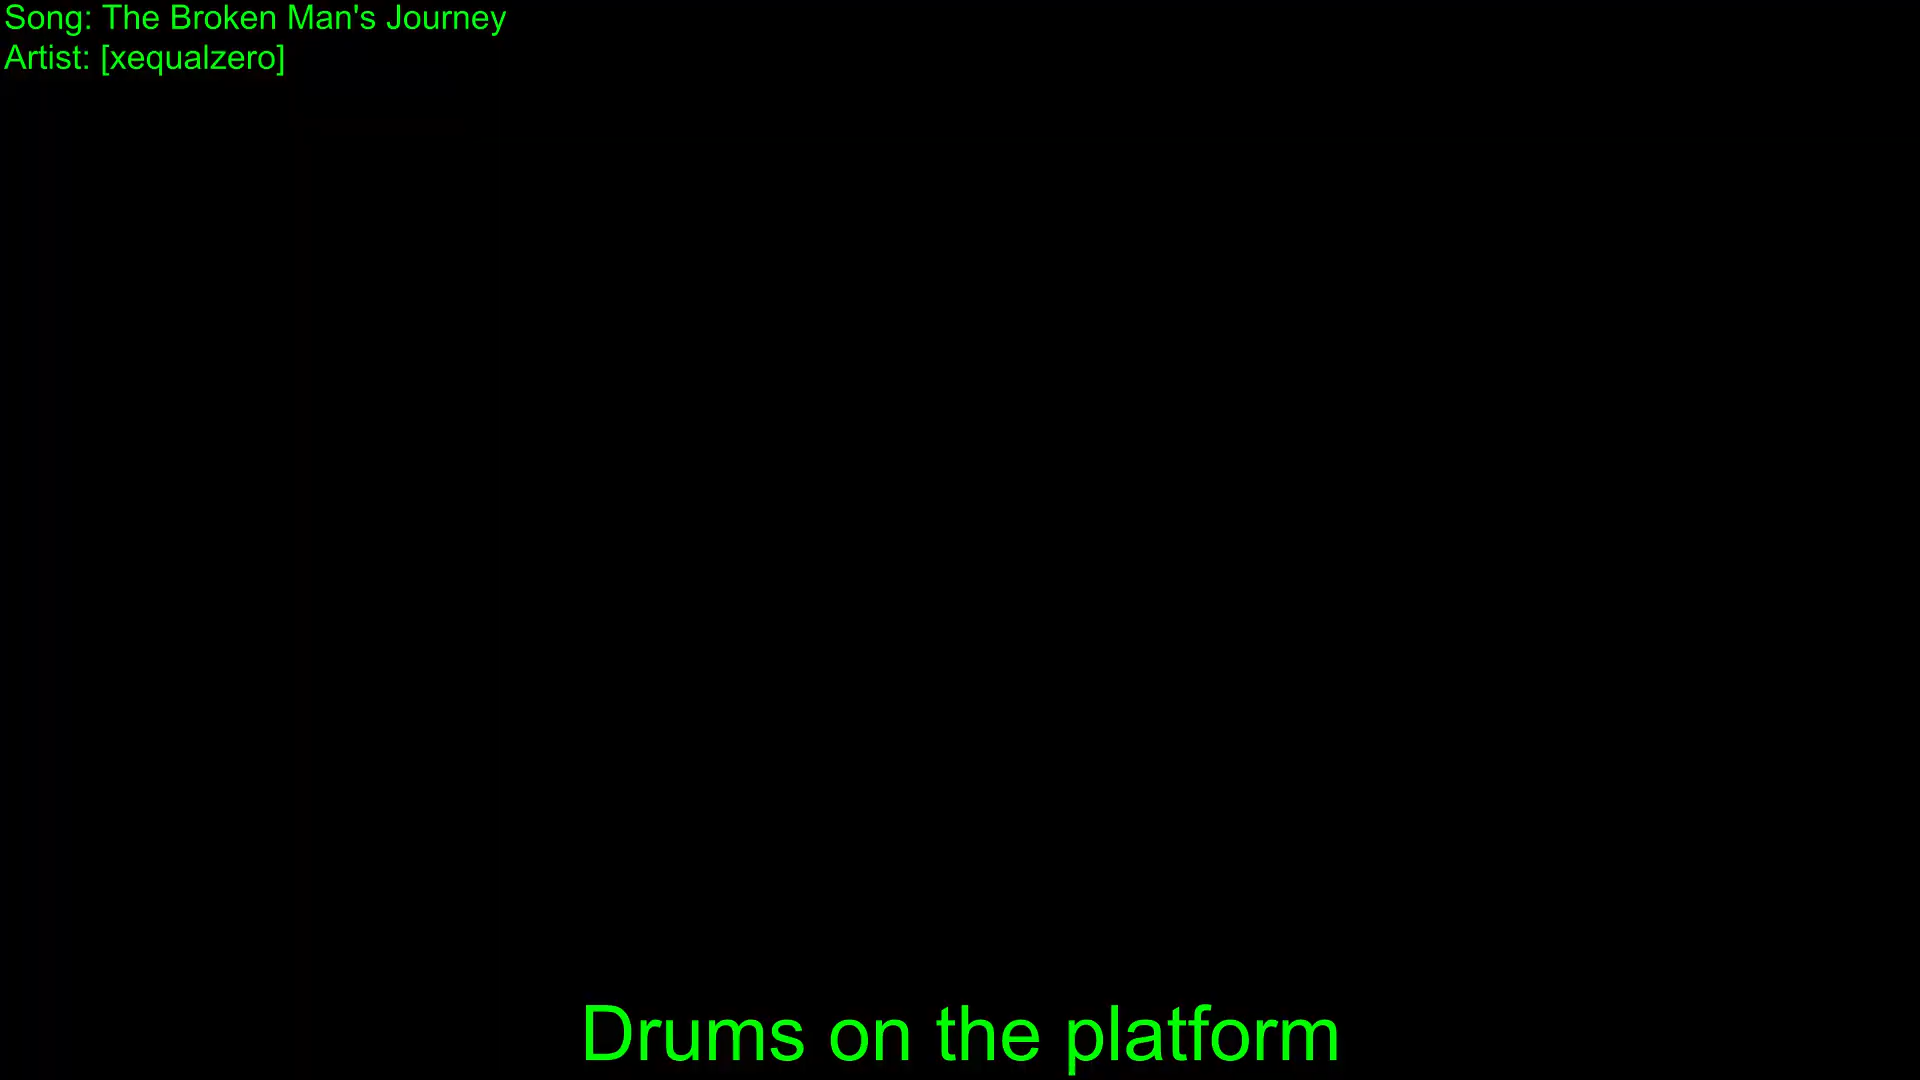 Song: The Broken Man's Journey
Artist: [xequalzero]
Drums on the platform